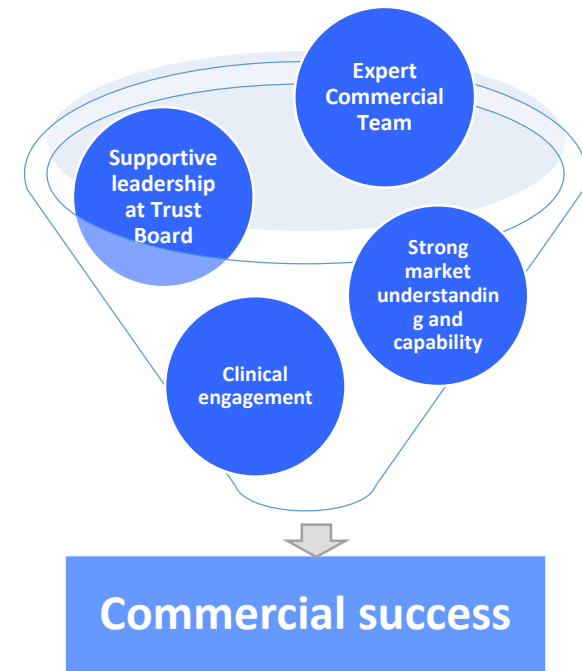 Expert
Commercial
Team
Supportive
leadership
at Trust
Board
Strong
market
understandin
g and
capability
Clinical
engagement
Commercial success